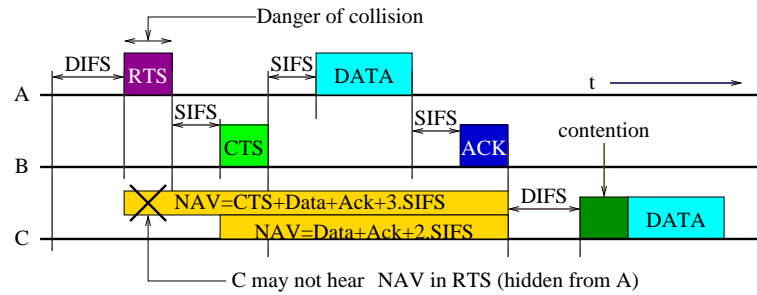 Danger of collision
DIFS
RTS
SIFS
DATA
t
A
SIFS
CTS
SIFS
ACK
contention
B
NAV=CTS+Data+Ack+3.SIFS
DIFS
NAV=Data+Ack+2.SIFS
DATA
C
C may not hear NAV in RTS (hidden from A)